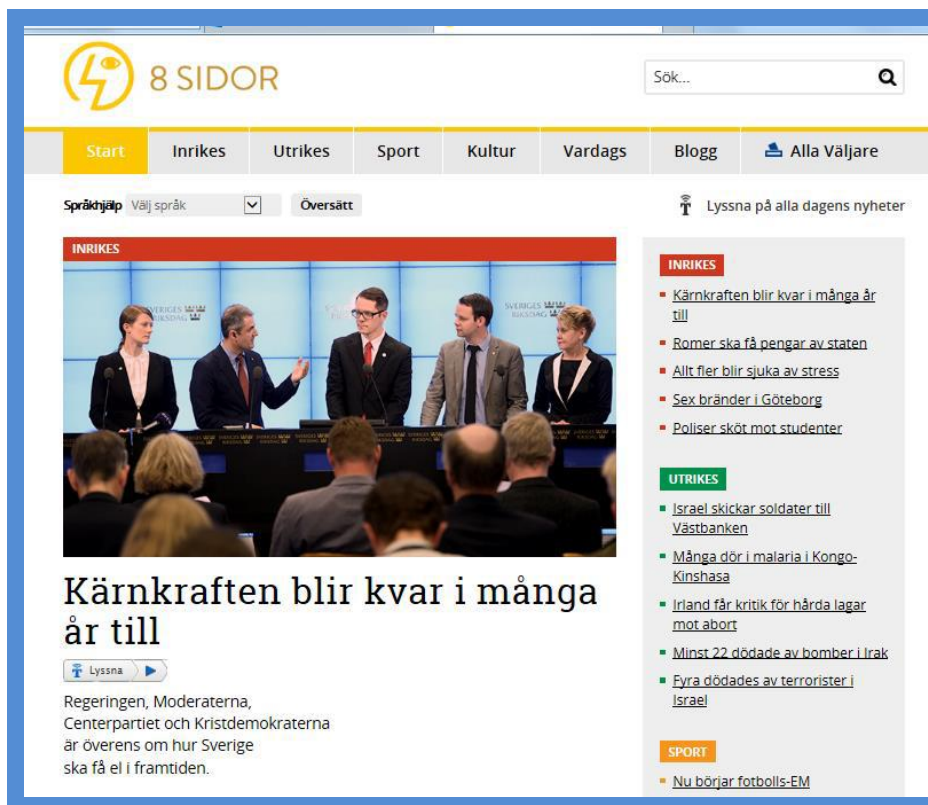 8 SIDOR
Sök...
Start
Inrikes
Utrikes
Sport
Kultur
Vardags
Blogg
Alla Väljare
Språkhjälp
Välj språk
Översätt
Lyssna på alla dagens nyheter
INRIKES
SVERIGES
RIKSDAG
SVERIGES
RIKSDAG
Kärnkraften blir kvar i många
år till
Lyssna
Regeringen, Moderaterna,
Centerpartiet och Kristdemokraterna
är överens om hur Sverige
ska få el i framtiden.
INRIKES
Kärnkraften blir kvar i många år
till
Romer ska få pengar av staten
Allt fler blir sjuka av stress
Sex bränder i Göteborg
Poliser sköt mot studenter
UTRIKES
Israel skickar soldater till
Västbanken
Många dör i malaria i Kongo-
Kinshasa
Irland får kritik för hårda lagar
mot abort
Minst 22 dödade av bomber i Irak
Fyra dödades av terrorister i
Israel
SPORT
Nu börjar fotbolls-EM